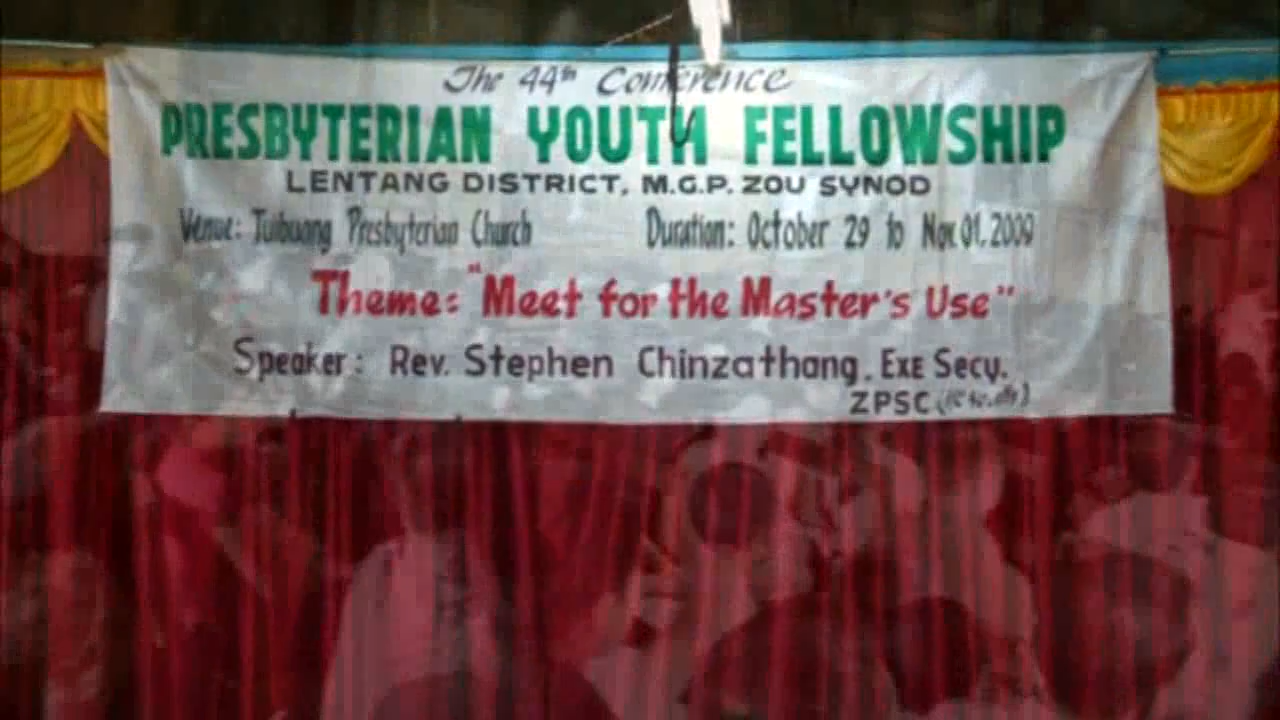 The 44th Conference
PRESBYTERIAN YOUTH FELLOWSHIP
LENTANG DISTRICT, M.G.P. ZOU SYNOD
Venue: Tuibuang Presbyterian Church Duration: October 29 to Nov. 01, 2009
Theme: "Meet for the Master's Use"
Speaker: Rev. Stephen Chinzathang. Exe Secy.
ZPSC